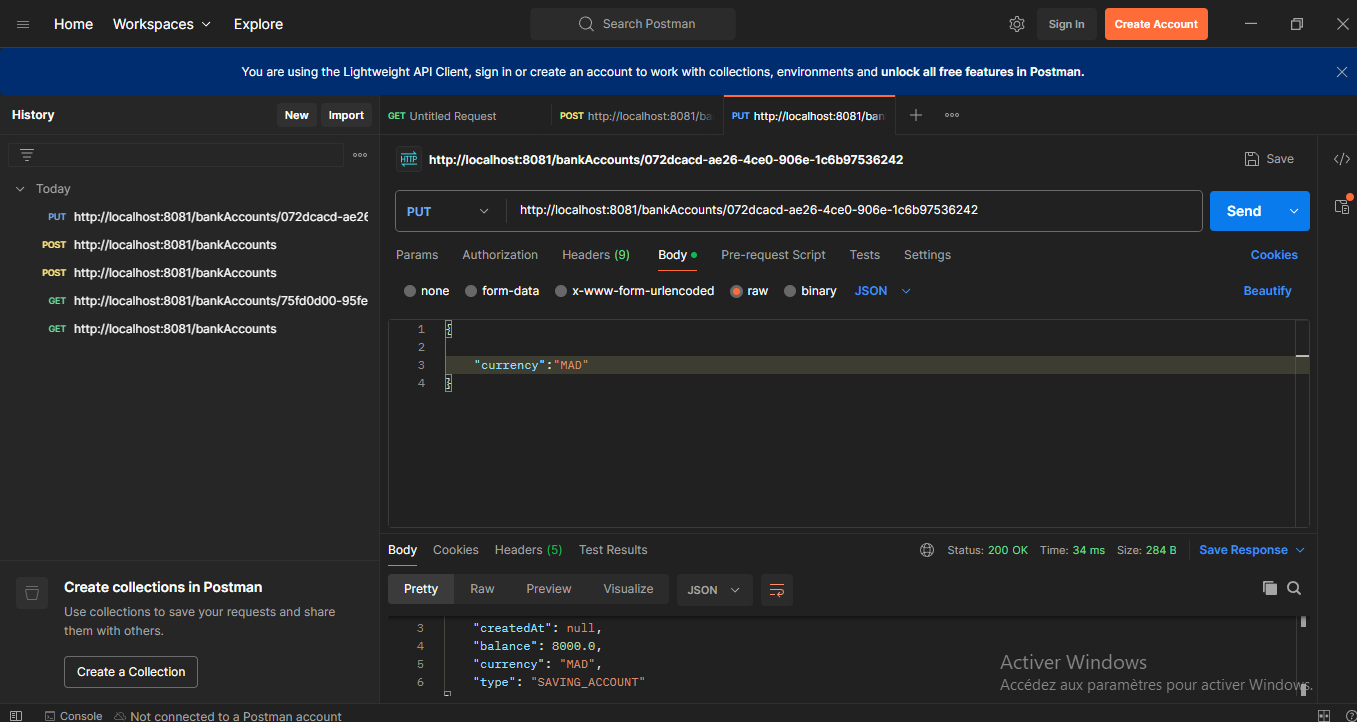 Home Workspaces Explore Search Postman Sign In Create Account
You are using the Lightweight API Client, sign in or create an account to work with collections, environments and unlock all free features in Postman.
History New Import
GET Untitled Request POST http://localhost:8081/ba PUT http://localhost:8081/ban
HTTP http://localhost:8081/bankAccounts/072dcacd-ae26-4ce0-906e-1c6b97536242 Save
Today
PUT http://localhost:8081/bankAccounts/072dcacd-ae26
POST http://localhost:8081/bankAccounts
POST http://localhost:8081/bankAccounts
GET http://localhost:8081/bankAccounts/75fd0d00-95fe
GET http://localhost:8081/bankAccounts
PUT http://localhost:8081/bankAccounts/072dcacd-ae26-4ce0-906e-1c6b97536242 Send
Params Authorization Headers (9) Body Pre-request Script Tests Settings Cookies
none form-data x-www-form-urlencoded raw binary JSON Beautify
1 {
2
3 "currency":"MAD"
4 }
Body Cookies Headers (5) Test Results Status: 200 OK Time: 34 ms Size: 284 B Save Response
Pretty Raw Preview Visualize JSON
3 "createdAt": null,
4 "balance": 8000.0,
5 "currency": "MAD",
6 "type": "SAVING_ACCOUNT"
Create collections in Postman
Use collections to save your requests and share
them with others.
Create a Collection
Activer Windows
Accédez aux paramètres pour activer Windows.
Console Not connected to a Postman account